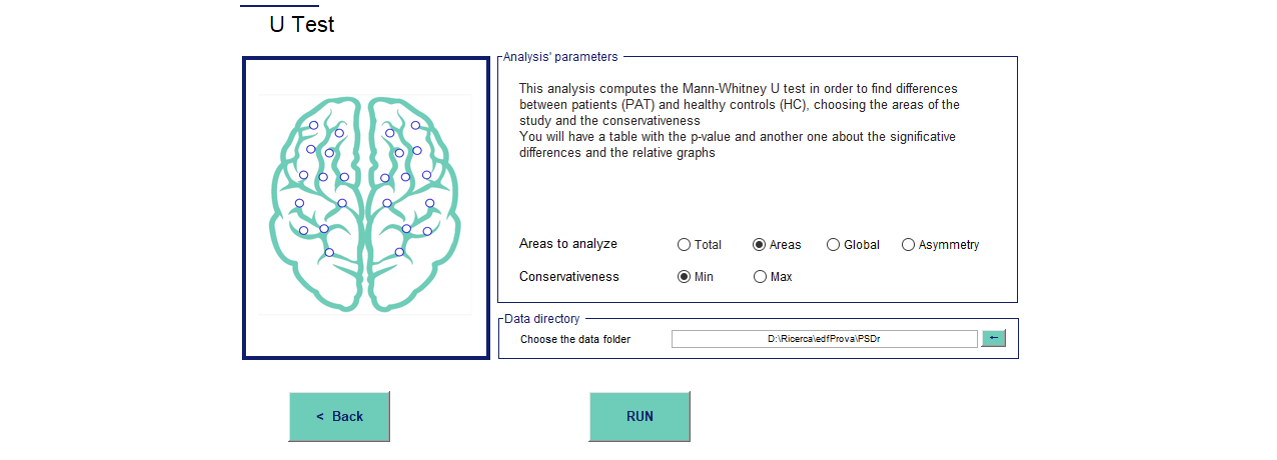 U Test
Analysis' parameters
This analysis computes the Mann-Whitney U test in order to find differences
between patients (PAT) and healthy controls (HC), choosing the areas of the
study and the conservativeness
You will have a table with the p-value and another one about the significative
differences and the relative graphs
Areas to analyze Total Areas Global Asymmetry
Conservativeness Min Max
Data directory
Choose the data folder D:\Ricerca\edfProva\PSDr ←
< Back RUN